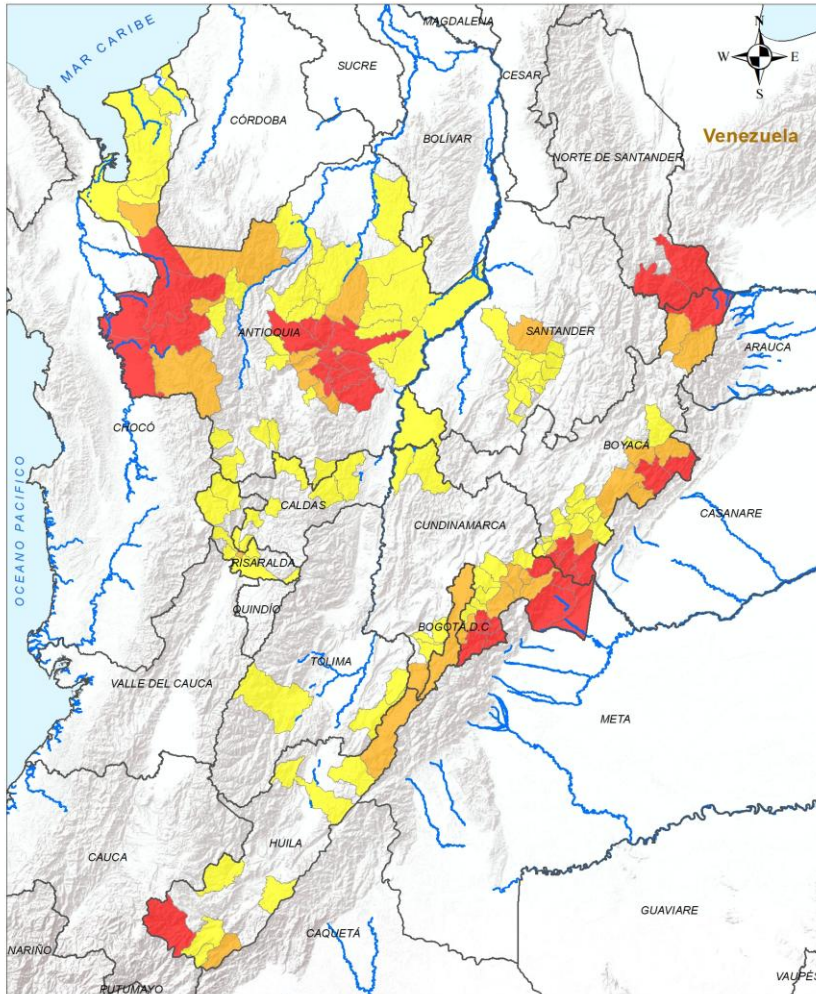 MAGDALENA
MAR CARIBE
N
W E
S
SUCRE
CESAR
CÓRDOBA
BOLÍVAR
Venezuela
NORTE DE SANTANDER
ANTIOQUIA
SANTANDER
ARAUCA
CHOCÓ
BOYACA
OCEANO PACIFICO
CALDAS
CUNDINAMARCA
CASANARE
RISARALDA
QUINDÍO
BOGOTÁ D.C
TOLIMA
VALLE DEL CAUCA
META
HUILA
CAUCA
GUAVIARE
CAQUETÁ
NARIÑO
PUTUMAYO
VAUPÉS